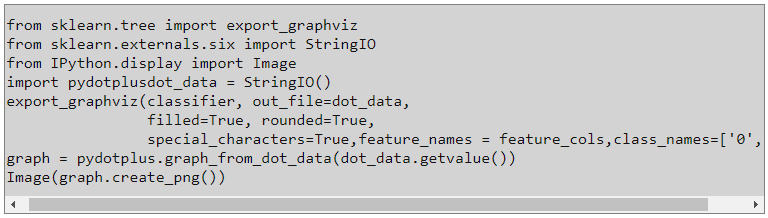 from sklearn.tree import export_graphviz
from sklearn.externals.six import StringIO
from IPython.display import Image
import pydotplusdot_data = StringIO()
export_graphviz(classifier, out_file=dot_data,
                filled=True, rounded=True,
                special_characters=True,feature_names = feature_cols,class_names=['0',
graph = pydotplus.graph_from_dot_data(dot_data.getvalue())
Image(graph.create_png())